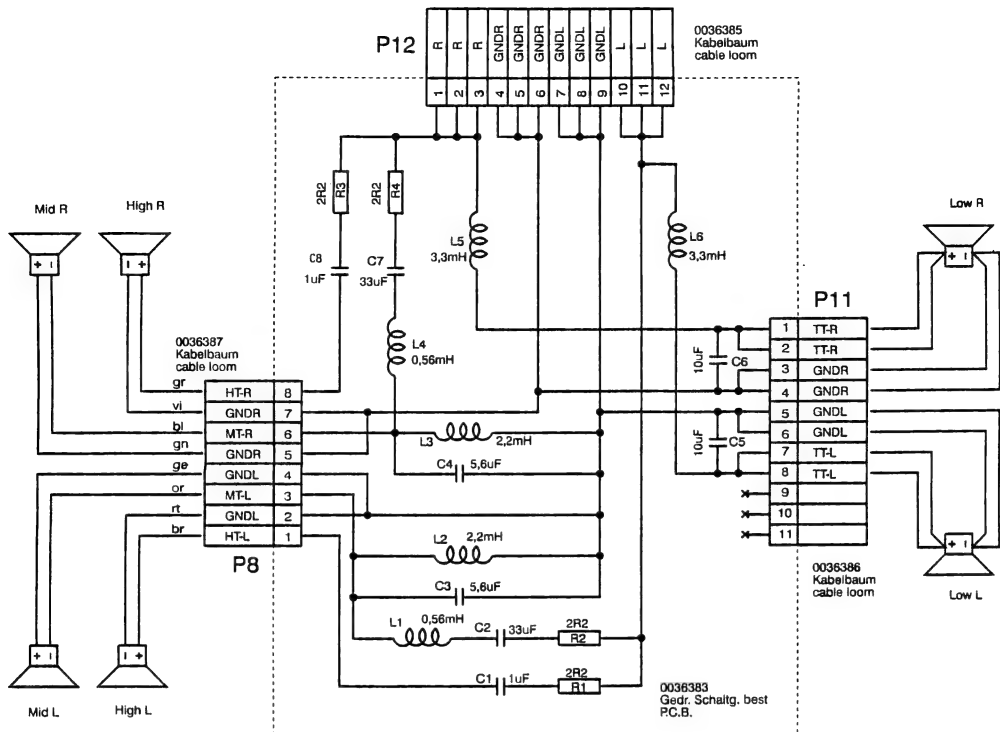 P12
R R R GNDR GNDR GNDR GNDL GNDL GNDL L L L
1 2 3 4 5 6 7 8 9 10 11 12
0036385
Kabelbaum
cable loom
2R2
R3
2R2
R4
C8
1uF
C7
33uF
L5
3,3mH
L6
3,3mH
L4
0,56mH
Mid R
High R
Low R
+ I
I +
+ I
0036387
Kabelbaum
cable loom
gr
HT-R
8
vi
GNDR
7
bl
MT-R
6
gn
GNDR
5
ge
GNDL
4
or
MT-L
3
rt
GNDL
2
br
HT-L
1
P8
P11
1
TT-R
2
TT-R
3
GNDR
4
GNDR
5
GNDL
6
GNDL
7
TT-L
8
TT-L
9
10
11
10uF
C6
10uF
C5
L3
2,2mH
C4
5,6uF
L2
2,2mH
C3
5,6uF
L1
0,56mH
C2
33uF
2R2
R2
C1
1uF
2R2
R1
0036386
Kabelbaum
cable loom
+ I
Low L
+ I
+ I
Mid L
High L
0036383
Gedr. Schaltg. best
P.C.B.